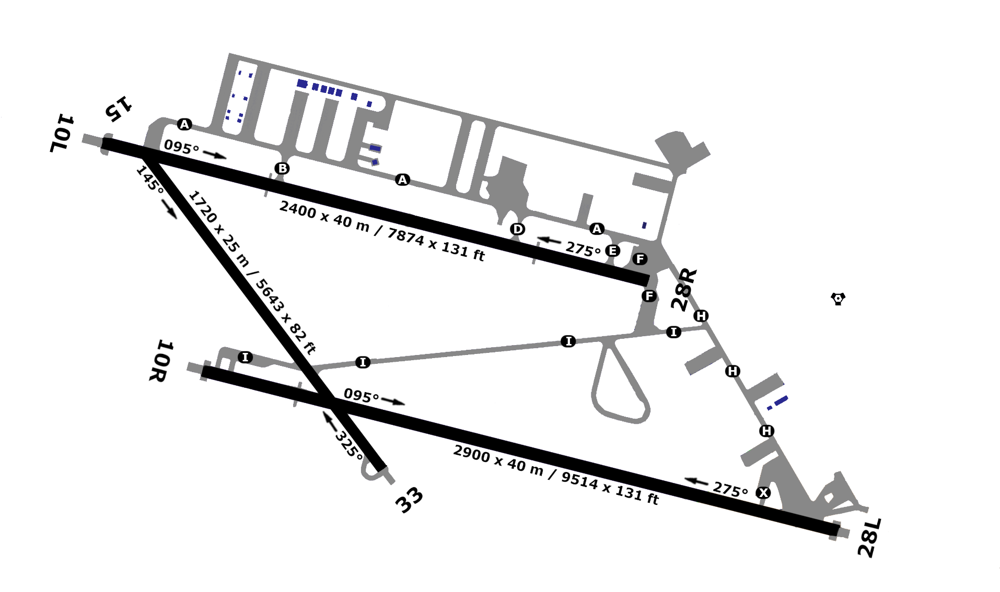 15
10L
A
095°
B
A
145°
1720 x 25 m / 5643 x 82 ft
2400 x 40 m / 7874 x 131 ft
D
A
275°
E
F
28R
F
H
I
I
I
I
10R
H
095°
H
325°
2900 x 40 m / 9514 x 131 ft
33
275°
X
28L